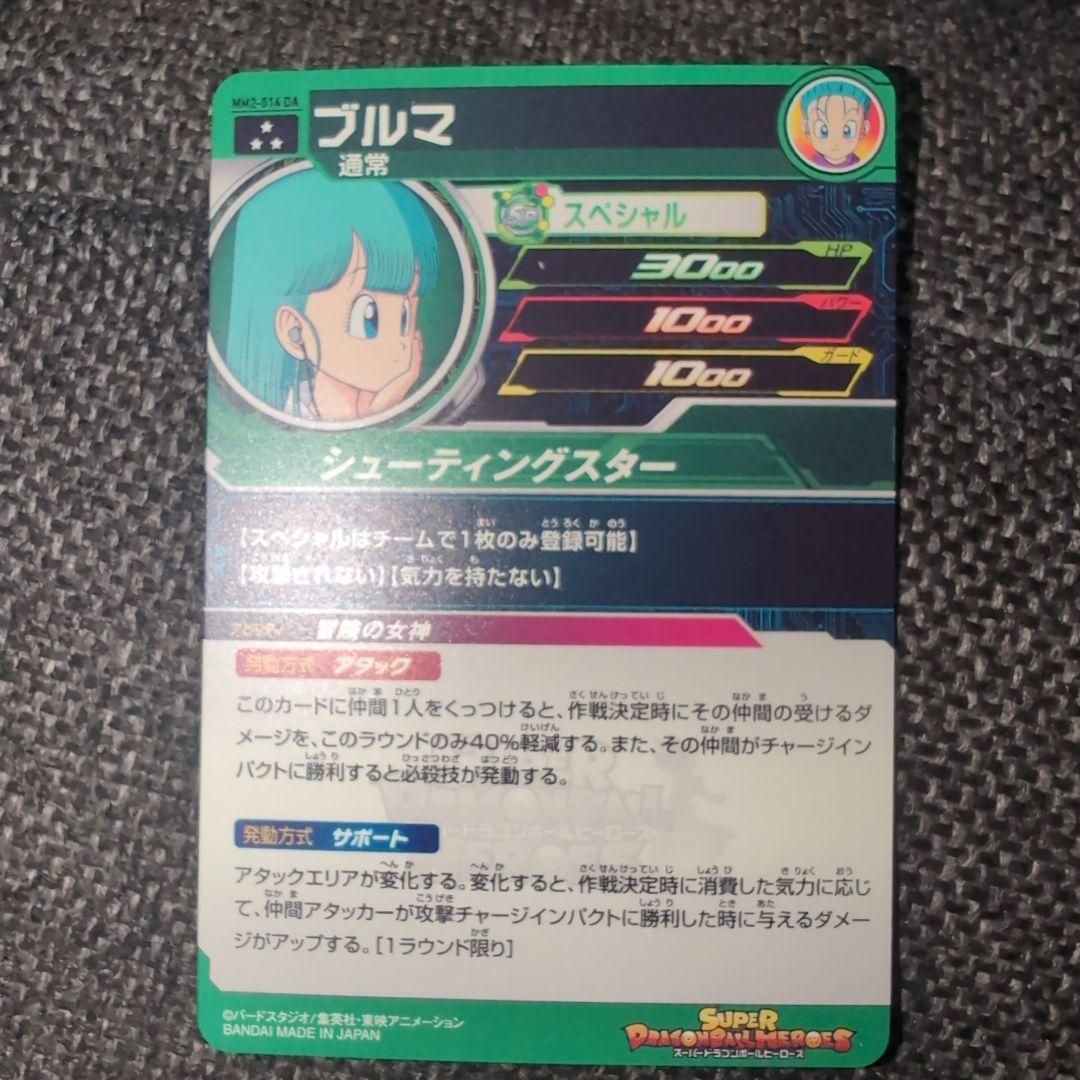 MM2-014 DA
ブルマ
通常
SP
スペシャル
HP
3000
パワー
1000
ガード
1000
シューティングスター
【スペシャルはチームで1枚のみ登録可能】
【攻撃されない】【気力を持たない】
アビリティ 冒険の女神
発動方式 アタック
このカードに仲間1人をくっつけると、作戦決定時にその仲間の受けるダ
メージを、このラウンドのみ40%軽減する。また、その仲間がチャージイン
パクトに勝利すると必殺技が発動する。
発動方式 サポート
アタックエリアが変化する。変化すると、作戦決定時に消費した気力に応じ
て、仲間アタッカーが攻撃チャージインパクトに勝利した時に与えるダメー
ジがアップする。[1ラウンド限り]
©バードスタジオ/集英社・東映アニメーション
BANDAI MADE IN JAPAN
SUPER
DRAGONBALL HEROES
スーパードラゴンボールヒーローズ